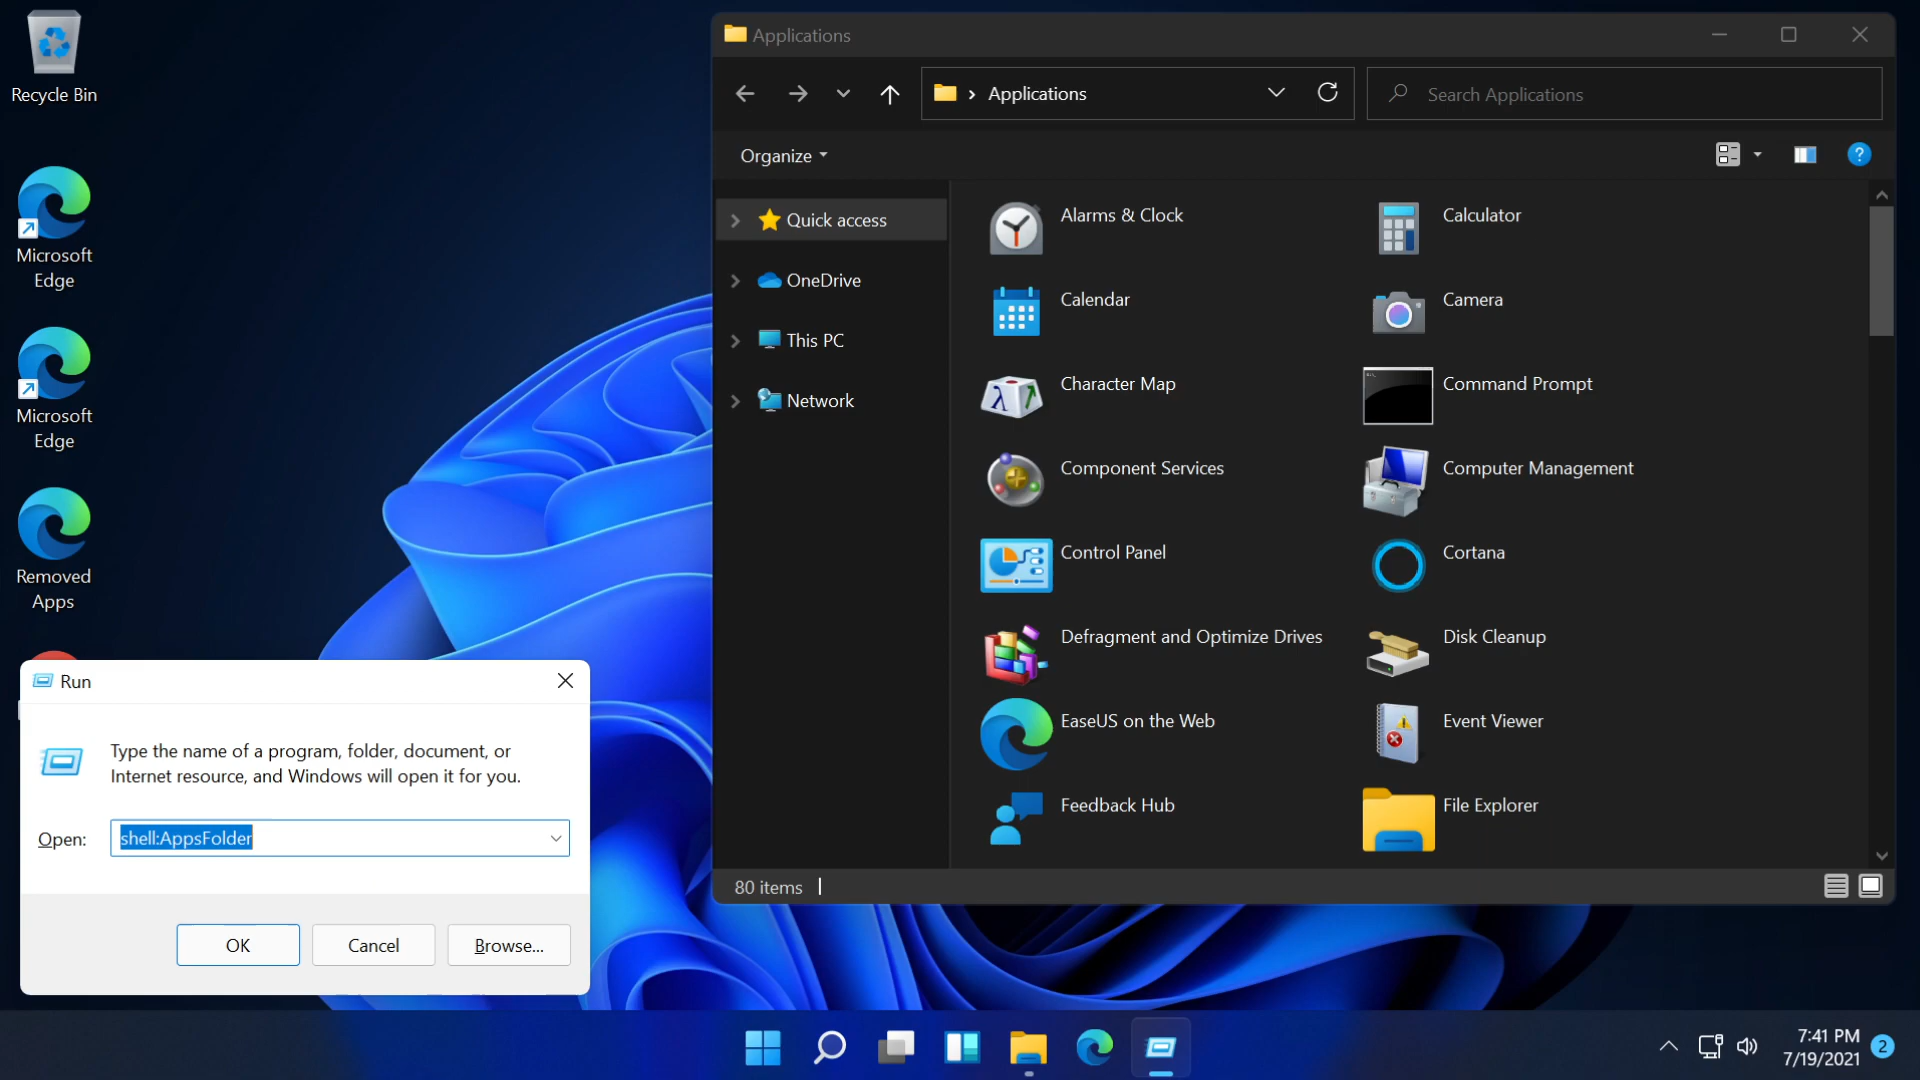 Recycle Bin
Microsoft
Edge
Microsoft
Edge
Removed
Apps
Applications
Applications
Search Applications
Organize
Quick access
OneDrive
This PC
Network
Alarms & Clock
Calculator
Calendar
Camera
Character Map
Command Prompt
Component Services
Computer Management
Control Panel
Cortana
Defragment and Optimize Drives
Disk Cleanup
EaseUS on the Web
Event Viewer
Feedback Hub
File Explorer
80 items
Run
Type the name of a program, folder, document, or
Internet resource, and Windows will open it for you.
Open:
shell:AppsFolder
OK
Cancel
Browse...
7:41 PM
7/19/2021
2